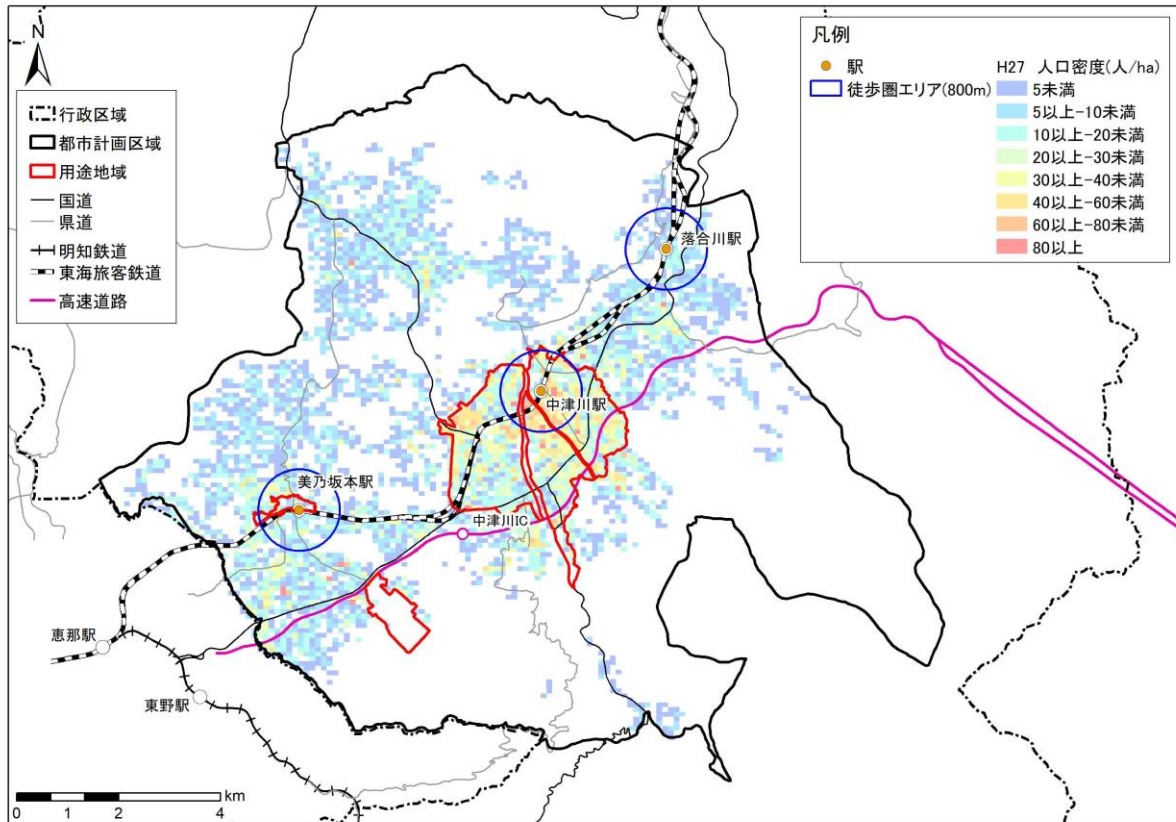 N
行政区域
都市計画区域
用途地域
国道
県道
明知鉄道
東海旅客鉄道
高速道路
凡例
駅
徒歩圏エリア(800m)
H27 人口密度(人/ha)
5未満
5以上-10未満
10以上-20未満
20以上-30未満
30以上-40未満
40以上-60未満
60以上-80未満
80以上
落合川駅
中津川駅
美乃坂本駅
中津川IC
恵那駅
東野駅
km
0 1 2 4